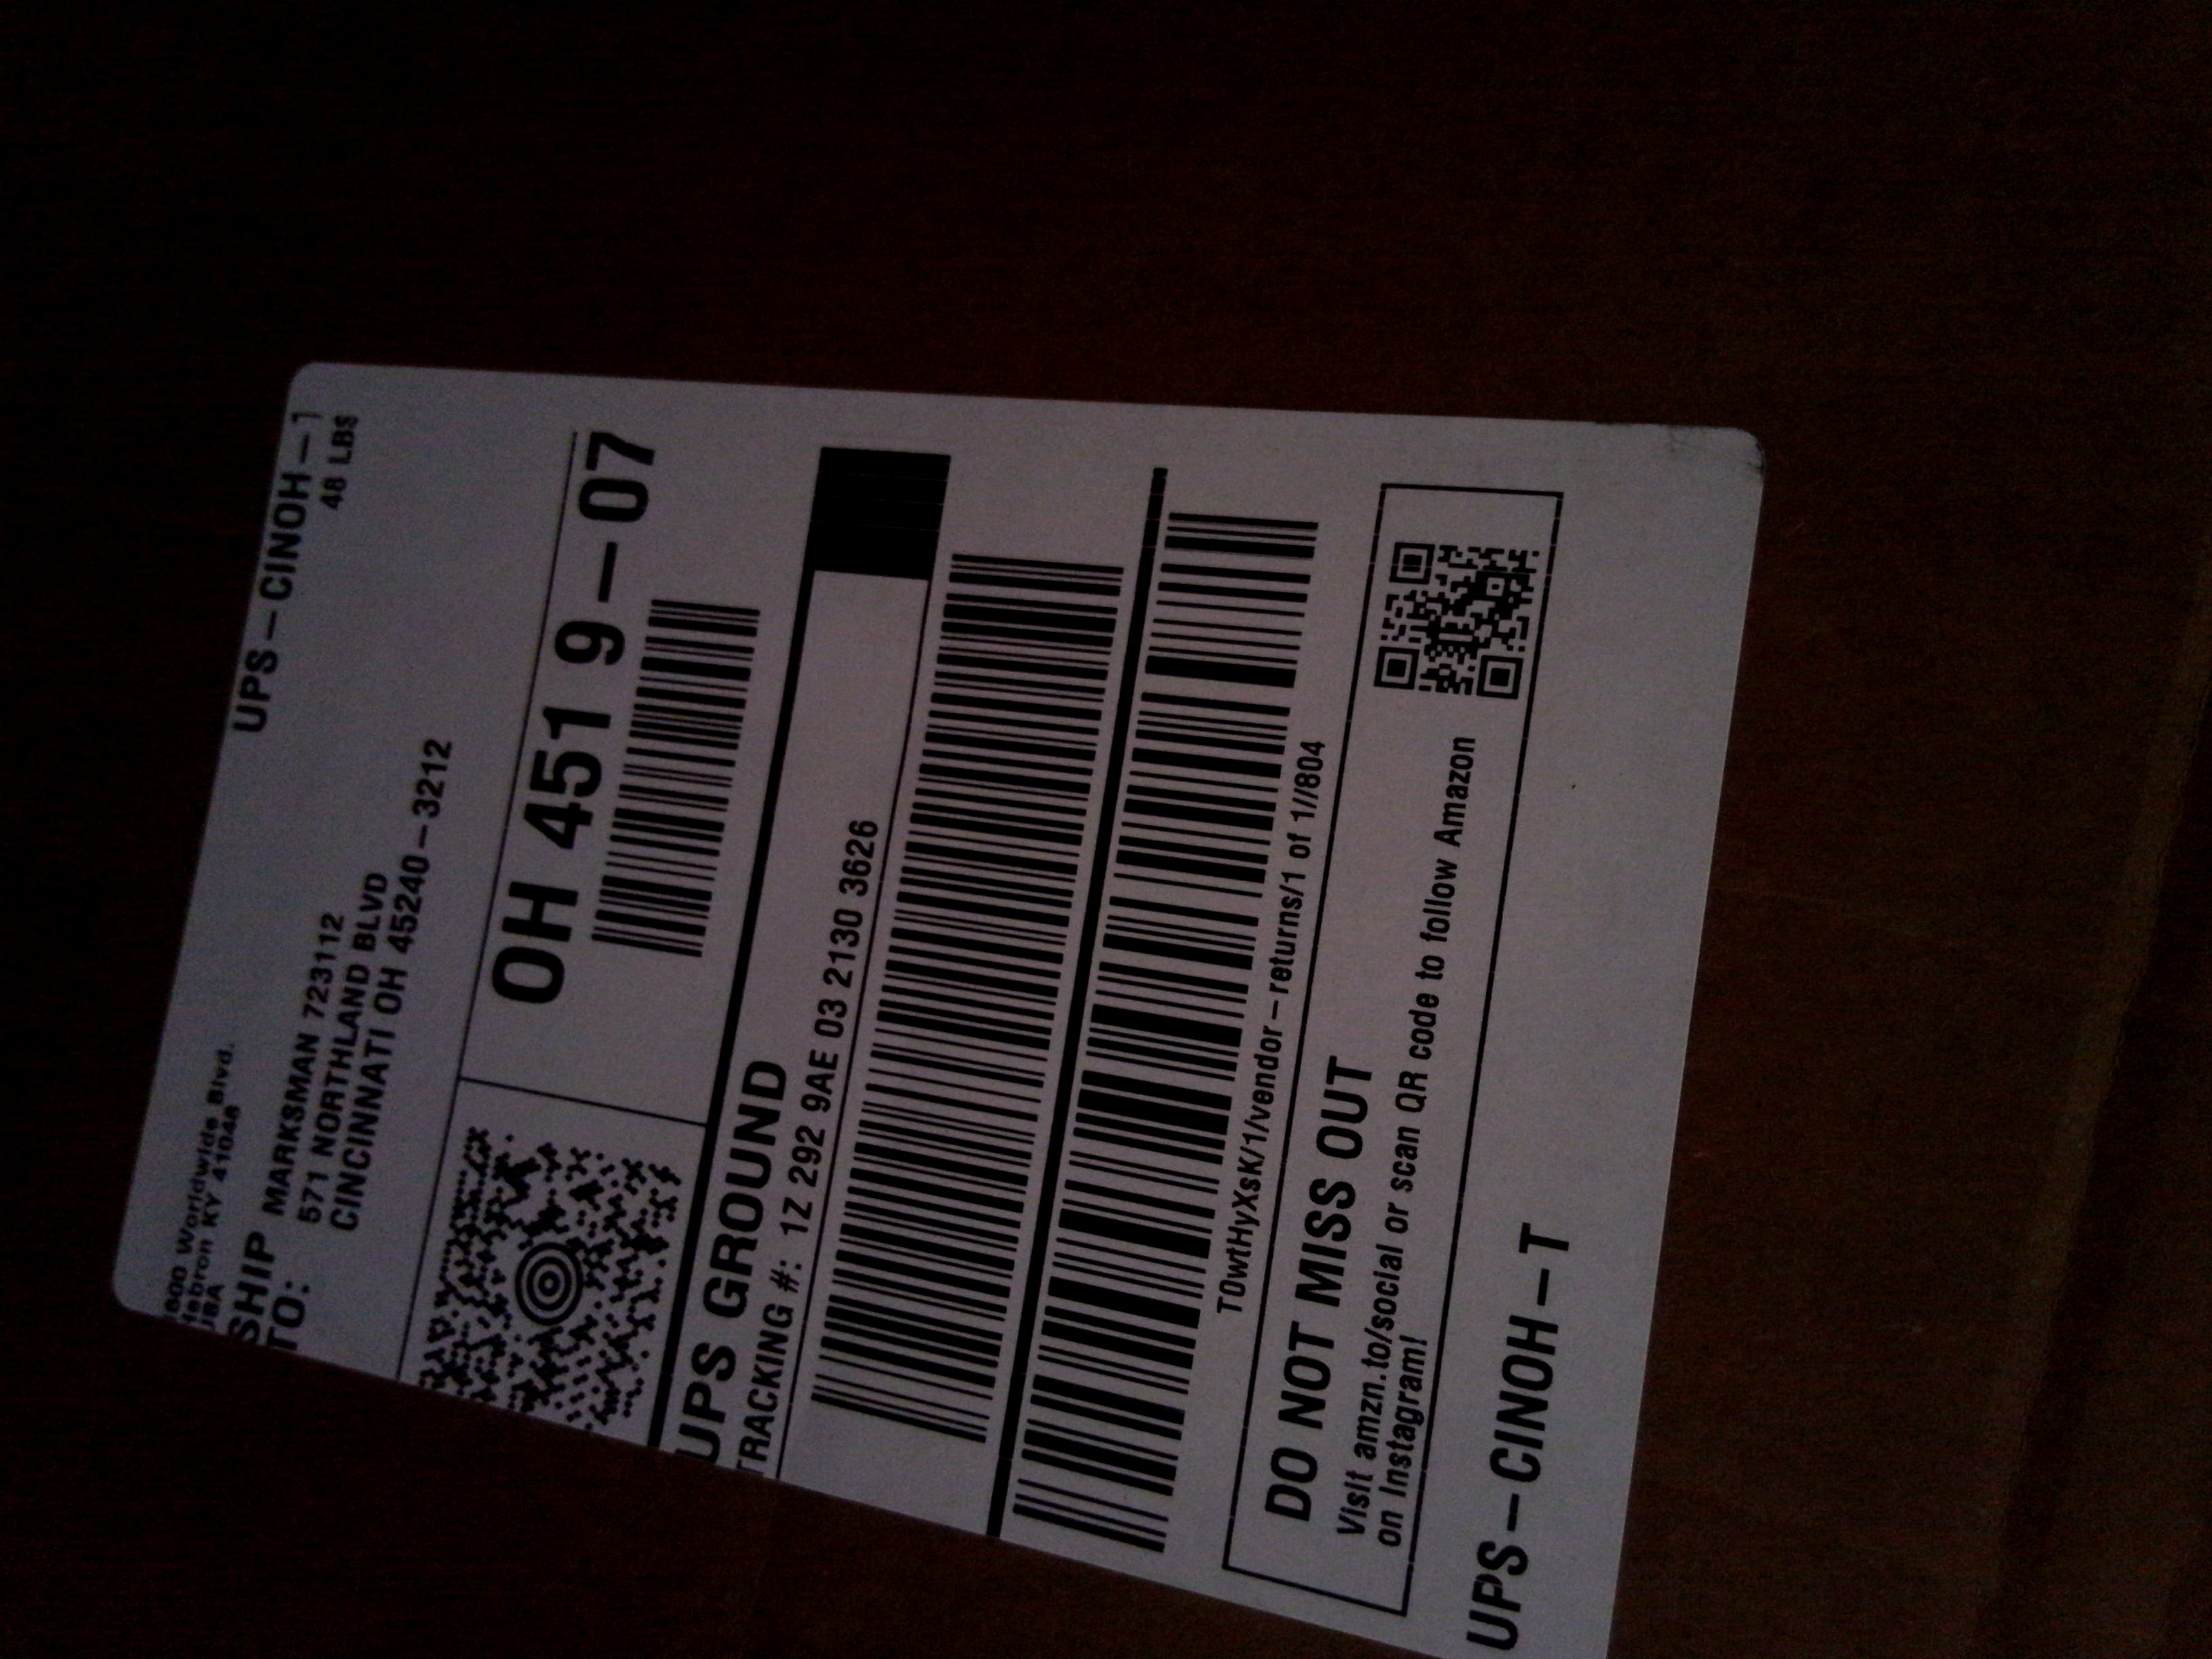 UPS-CINOH-T
48 LBS
Worldwide Blvd.
Hebron KY 41048
USA
SHIP TO:
MARKSMAN 723112
571 NORTHLAND BLVD
CINCINNATI OH 45240-3212
OH 451 9-07
UPS GROUND
TRACKING #: 1Z 292 9AE 03 2130 3626
T0wtHyXsK/1/vendor-returns/1 of 1//804
DO NOT MISS OUT
Visit amzn.to/social or scan QR code to follow Amazon
on Instagram!
UPS-CINOH-T